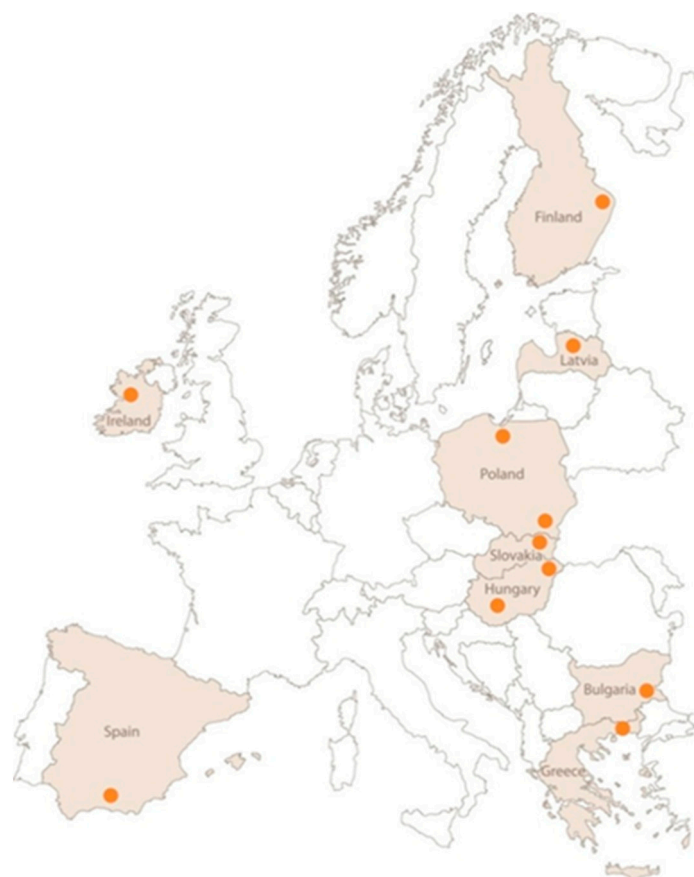 Finland
Latvia
Ireland
Poland
Slovakia
Hungary
Bulgaria
Spain
Greece